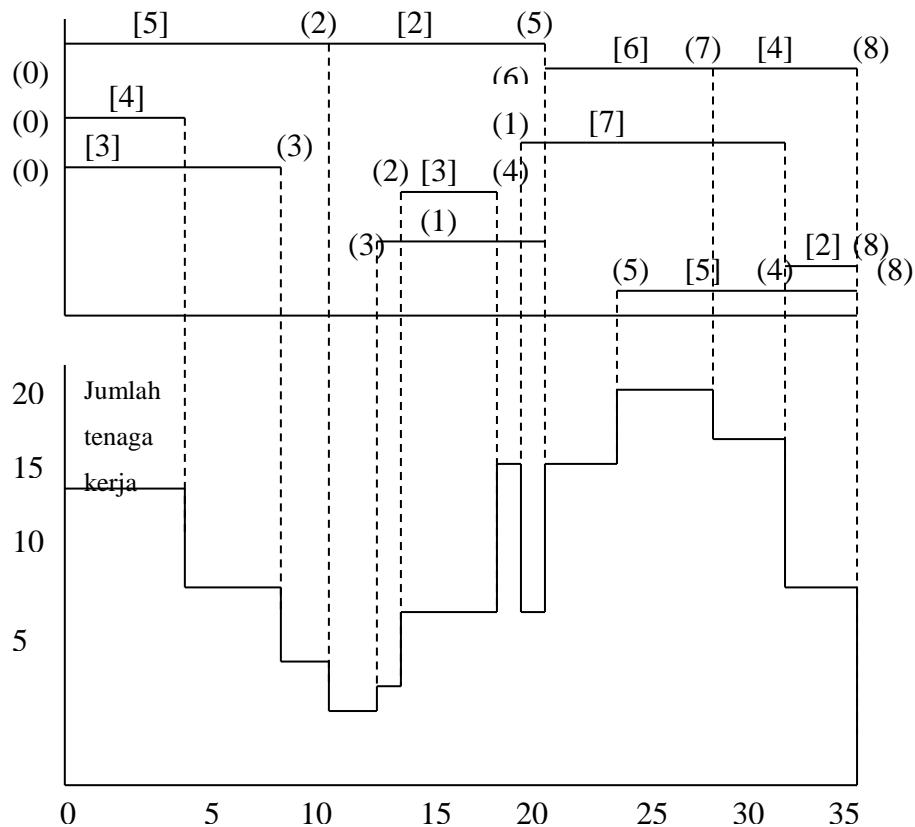 [5] (2) [2] (5)
(0) (6) [6] (7) [4] (8)
[4]
(0) (1) [7]
[3] (3)
(0) (2) [3] (4)
(1)
(3) [2] (8)
(5) [5] (4) (8)
20 Jumlah
tenaga
15 kerja
10
5
0 5 10 15 20 25 30 35